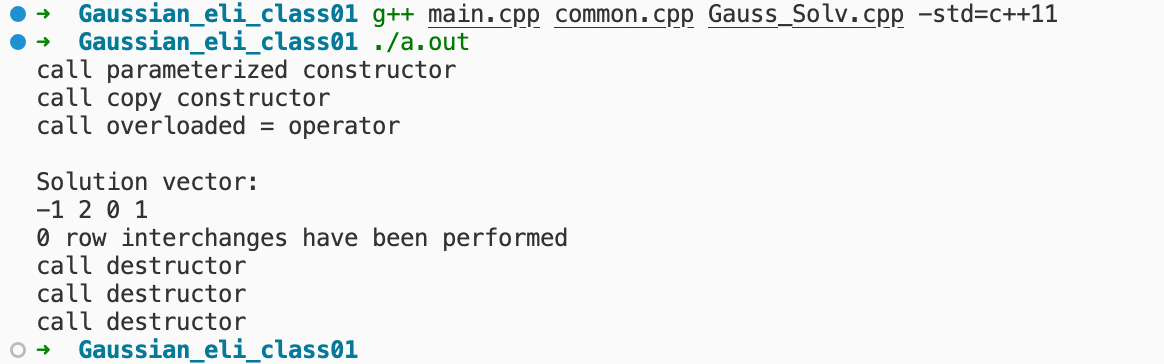 ➜ Gaussian_eli_class01 g++ main.cpp common.cpp Gauss_Solv.cpp -std=c++11
➜ Gaussian_eli_class01 ./a.out
call parameterized constructor
call copy constructor
call overloaded = operator
Solution vector:
-1 2 0 1
0 row interchanges have been performed
call destructor
call destructor
call destructor
➜ Gaussian_eli_class01